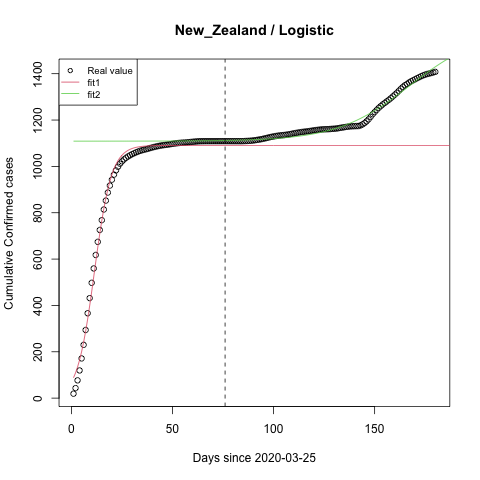 New_Zealand / Logistic
Real value
fit1
fit2
Cumulative Confirmed cases
1400
1200
1000
800
600
400
200
0
0 50 100 150
Days since 2020-03-25